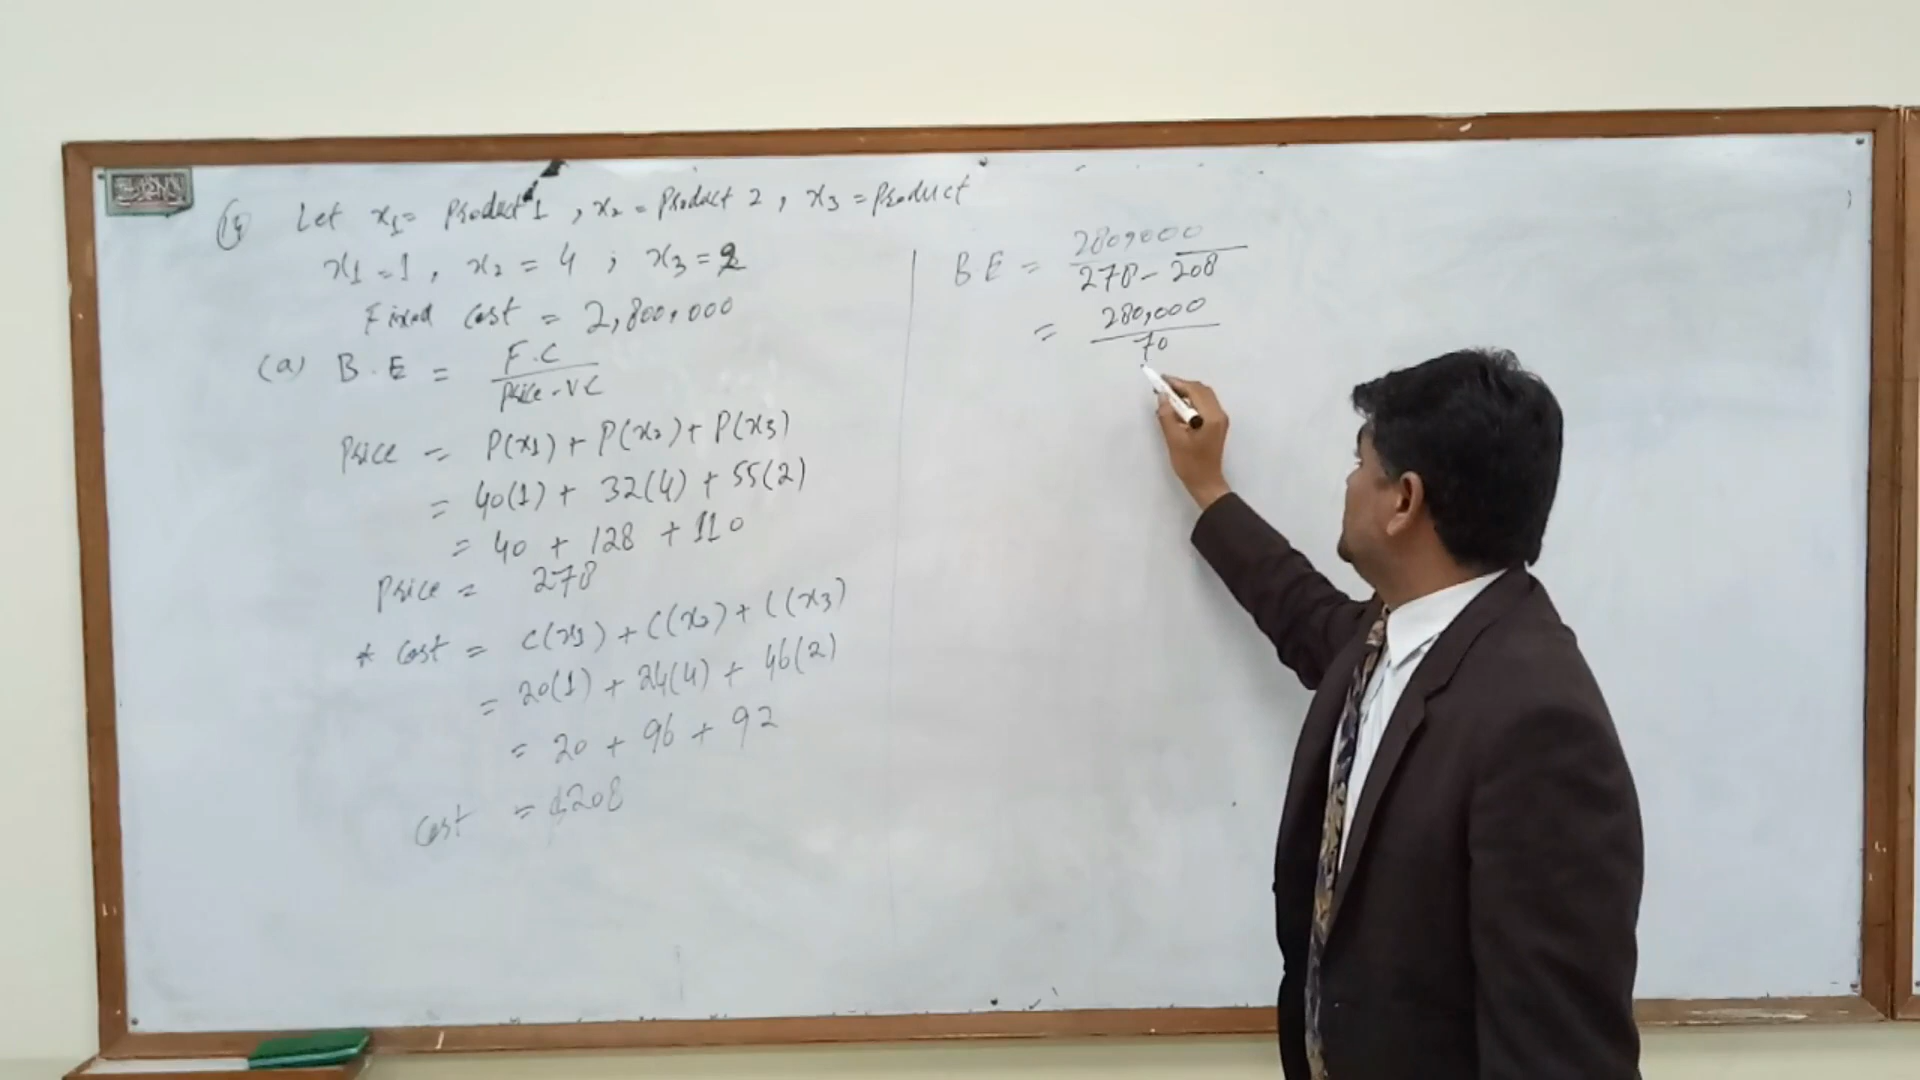 Let x₁ = Product 1 , x₂ = Product 2 , x₃ = Product
x₁ = 1 , x₂ = 4 ; x₃ = 2
Fixed Cost = 2,800,000
(a) B.E = F.C / Price - VC
Price = P(x₁) + P(x₂) + P(x₃)
= 40(1) + 32(4) + 55(2)
= 40 + 128 + 110
Price = 278
* Cost = C(x₁) + C(x₂) + C(x₃)
= 20(1) + 24(4) + 46(2)
= 20 + 96 + 92
Cost = 208
B E = 280,000 / 278 - 208
= 280,000 / 70